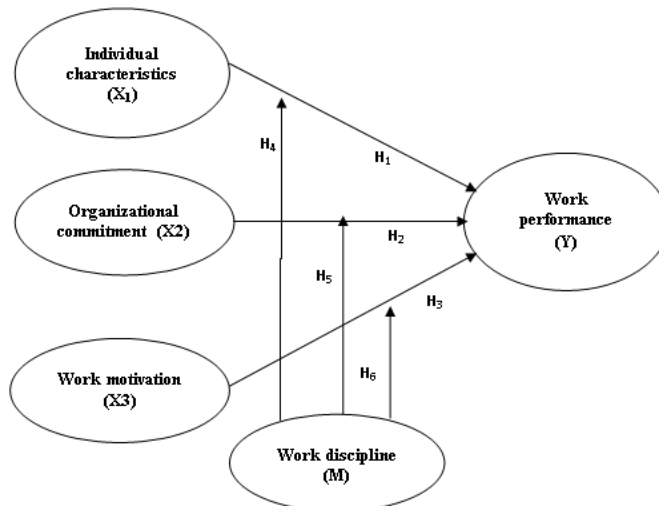 Individual
characteristics
(X₁)
H₄
H₁
Organizational
commitment (X2)
H₂
Work
performance
(Y)
H₅
H₃
Work motivation
(X3)
H₆
Work discipline
(M)